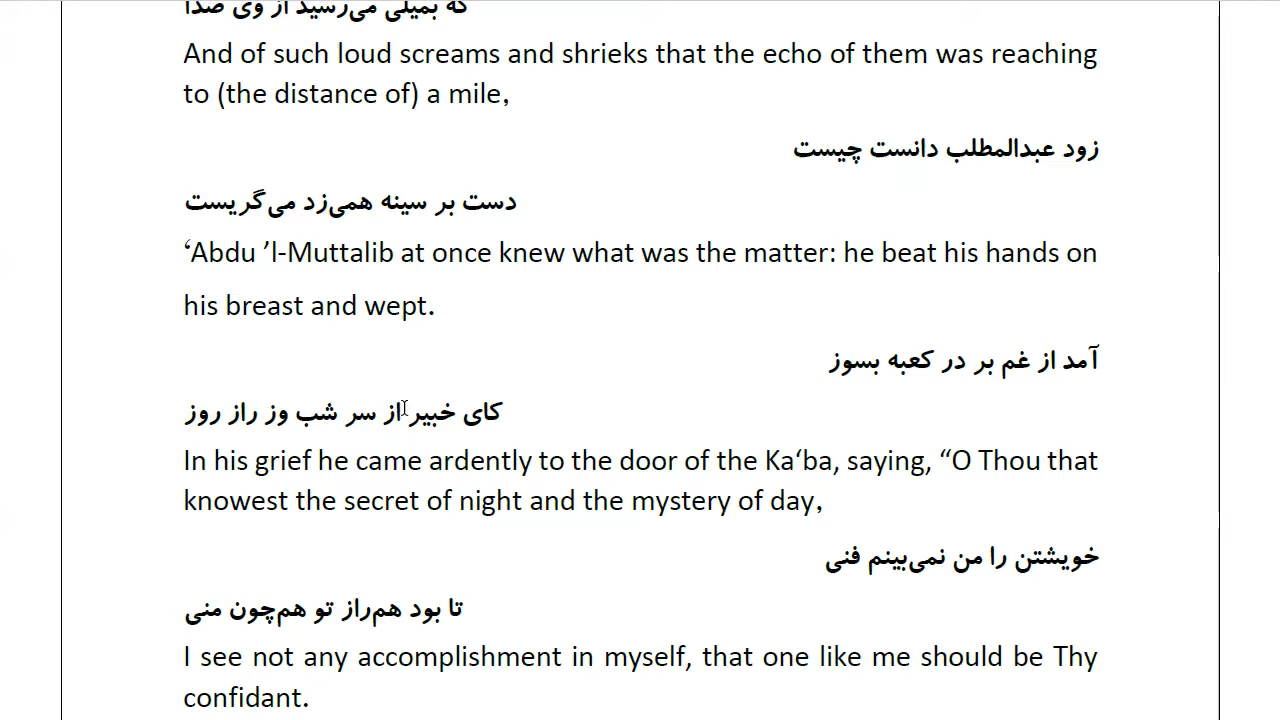 که بمیلی می‌رسید از وی صدا
And of such loud screams and shrieks that the echo of them was reaching
to (the distance of) a mile,
زود عبدالمطلب دانست چیست
دست بر سینه همی‌زد می‌گریست
‘Abdu ’l-Muttalib at once knew what was the matter: he beat his hands on
his breast and wept.
آمد از غم بر در کعبه بسوز
کای خبیر از سر شب وز راز روز
In his grief he came ardently to the door of the Ka‘ba, saying, “O Thou that
knowest the secret of night and the mystery of day,
خویشتن را من نمی‌بینم فنی
تا بود هم‌راز تو هم‌چون منی
I see not any accomplishment in myself, that one like me should be Thy
confidant.